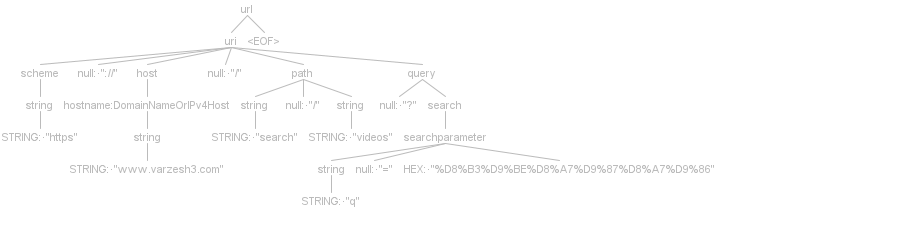 url
uri <EOF>
scheme null:·"://" host null:·"/" path query
string hostname:DomainNameOrIPv4Host string null:·"/" string null:·"?" search
STRING:·"https" string STRING:·"search" STRING:·"videos" searchparameter
STRING:·"www.varzesh3.com" string null:·"=" HEX:·"%D8%B3%D9%BE%D8%A7%D9%87%D8%A7%D9%86"
STRING:·"q"